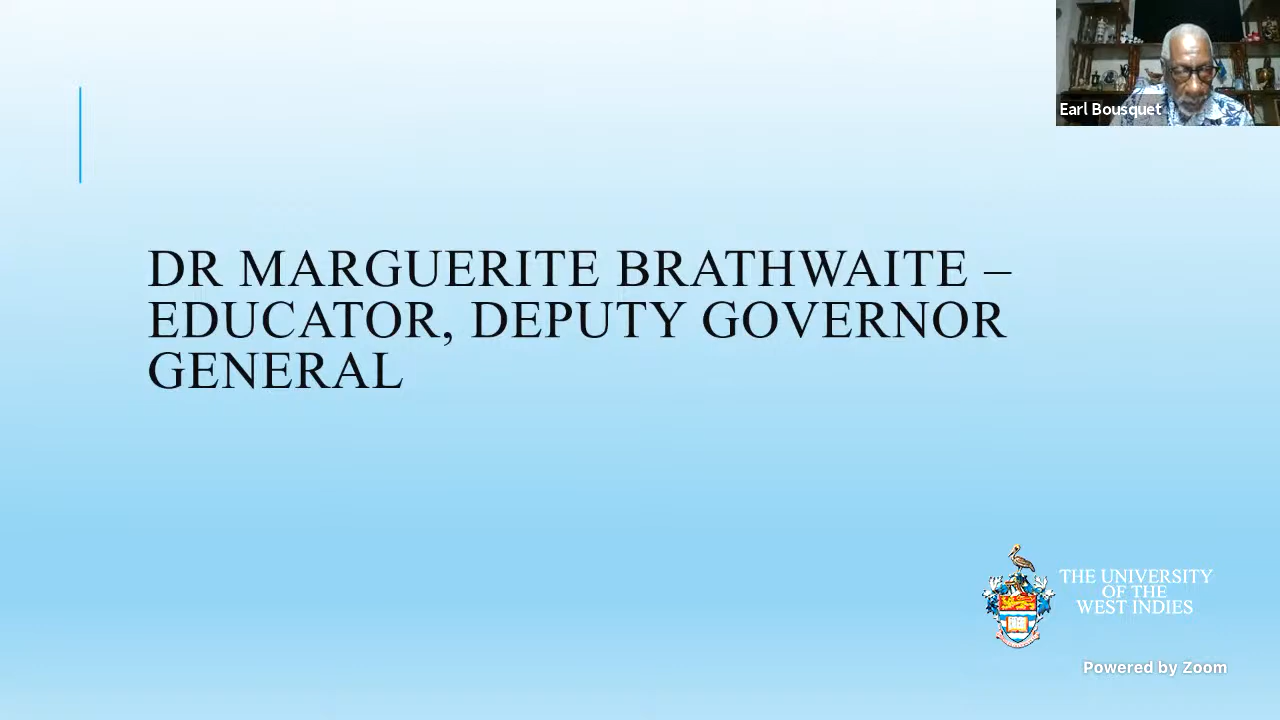 Earl Bousquet
DR MARGUERITE BRATHWAITE –
EDUCATOR, DEPUTY GOVERNOR
GENERAL
THE UNIVERSITY
OF THE
WEST INDIES
Powered by Zoom